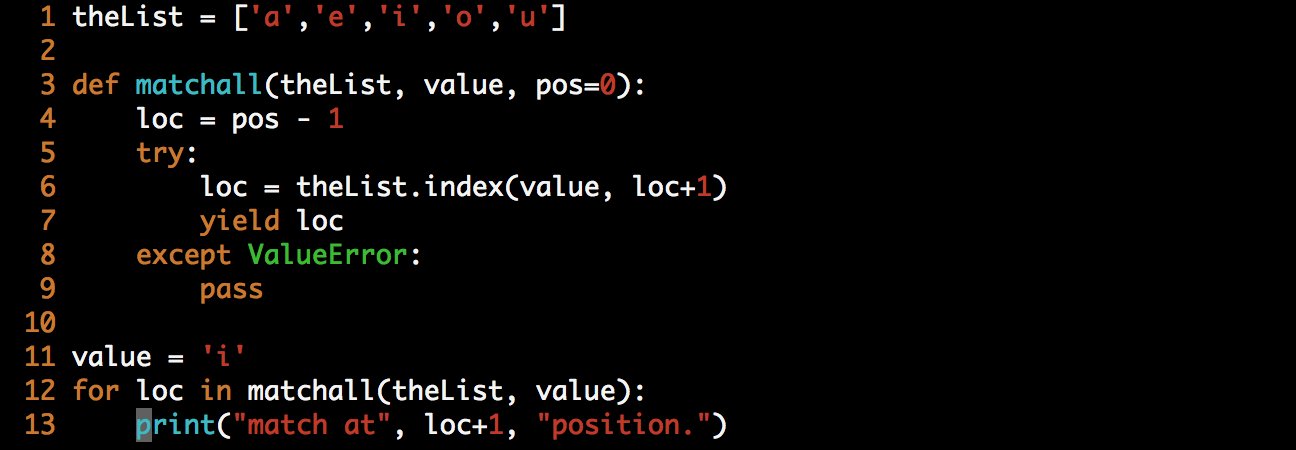 1 theList = ['a','e','i','o','u']
2
3 def matchall(theList, value, pos=0):
4     loc = pos - 1
5     try:
6         loc = theList.index(value, loc+1)
7         yield loc
8     except ValueError:
9         pass
10
11 value = 'i'
12 for loc in matchall(theList, value):
13     print("match at", loc+1, "position.")